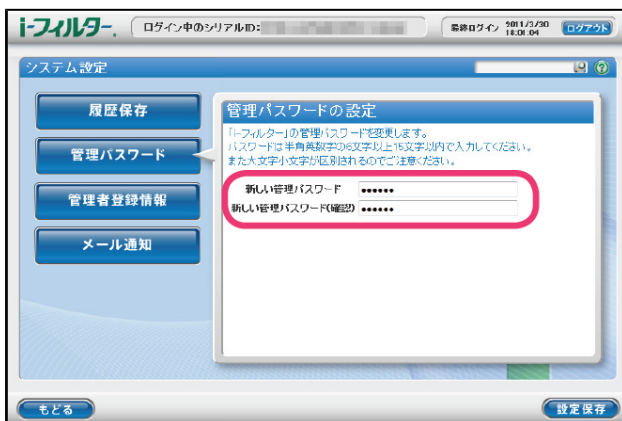 i-フィルター。 ログイン中のシリアルID: 最終ログイン 2011/3/30 18:01:04 ログアウト
システム設定
履歴保存
管理パスワード
管理者登録情報
メール通知
管理パスワードの設定
「i-フィルター」の管理パスワードを変更します。
パスワードは半角英数字の6文字以上15文字以内で入力してください。
また大文字小文字が区別されるのでご注意ください。
新しい管理パスワード ••••••
新しい管理パスワード(確認) ••••••
もどる 設定保存